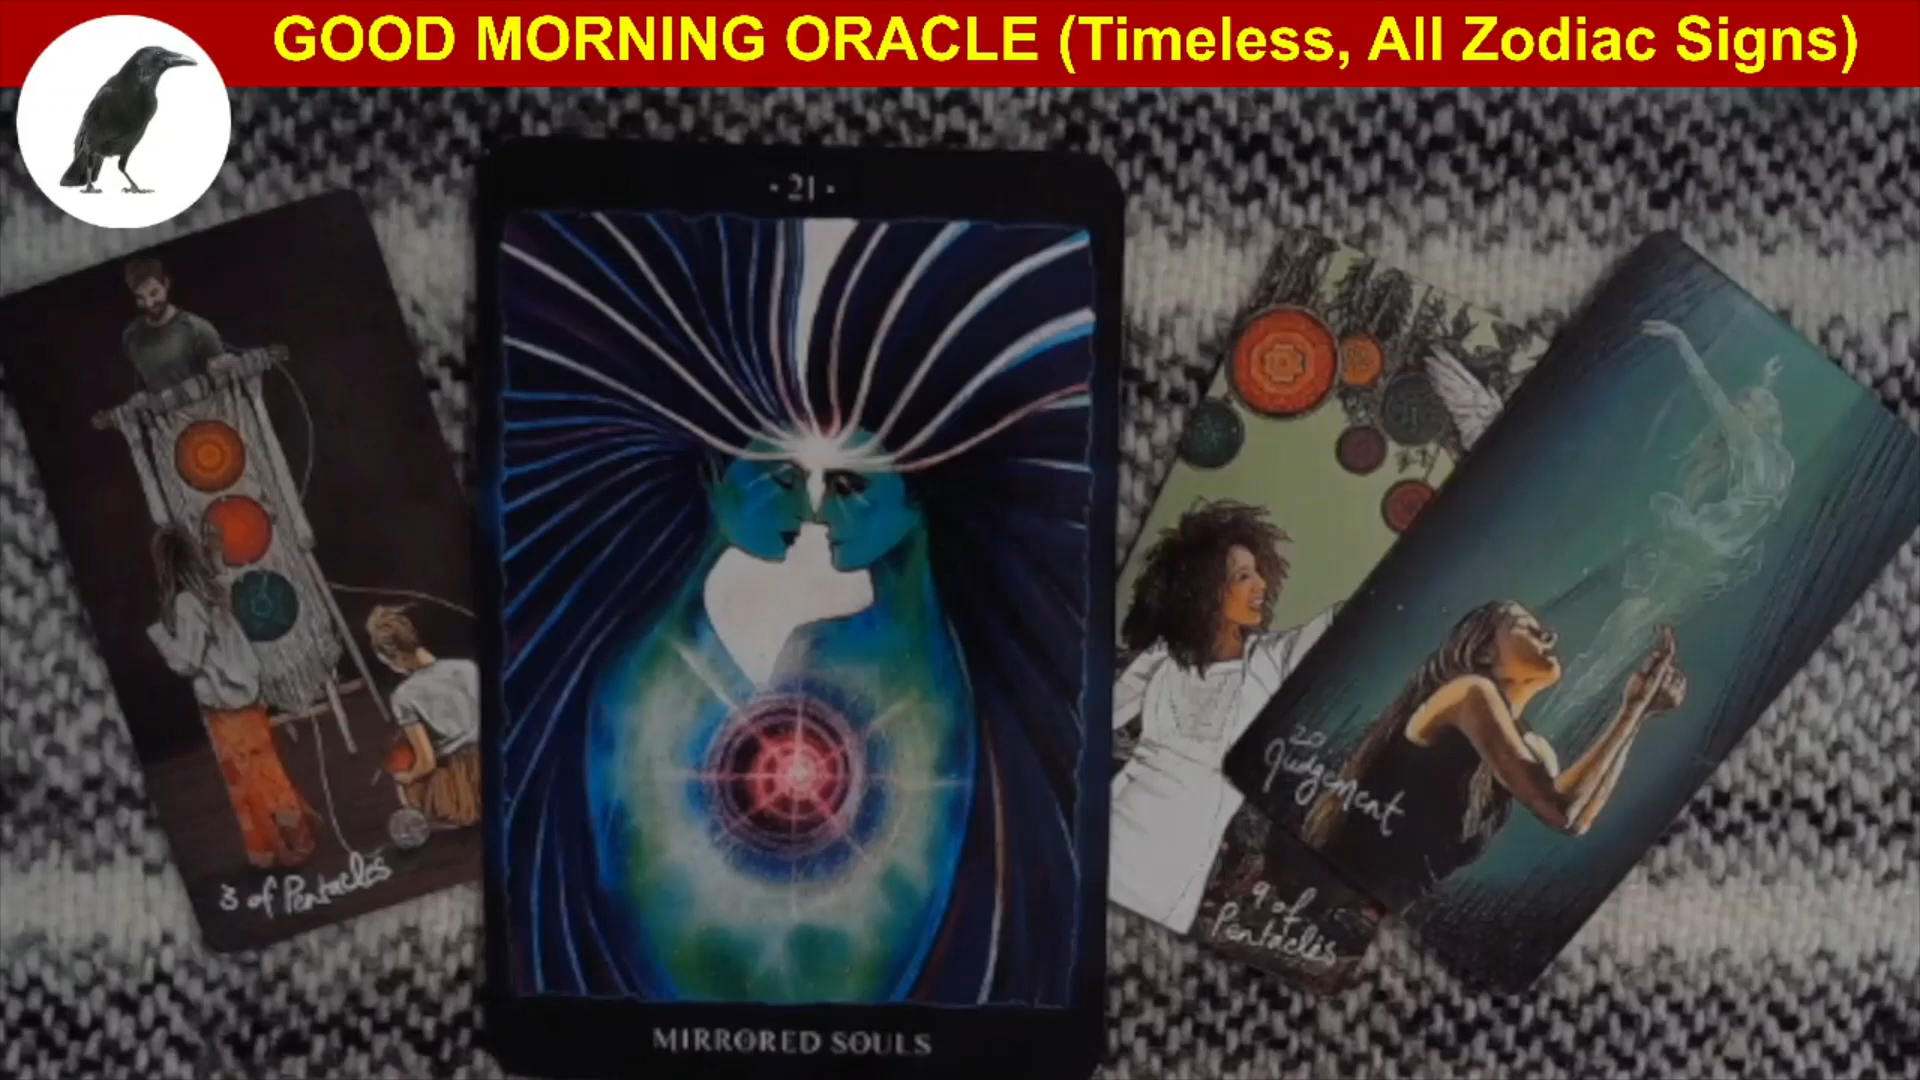 GOOD MORNING ORACLE (Timeless, All Zodiac Signs)
• 21 •
MIRRORED SOULS
3 of Pentacles
9 of
Pentacles
20
Judgement